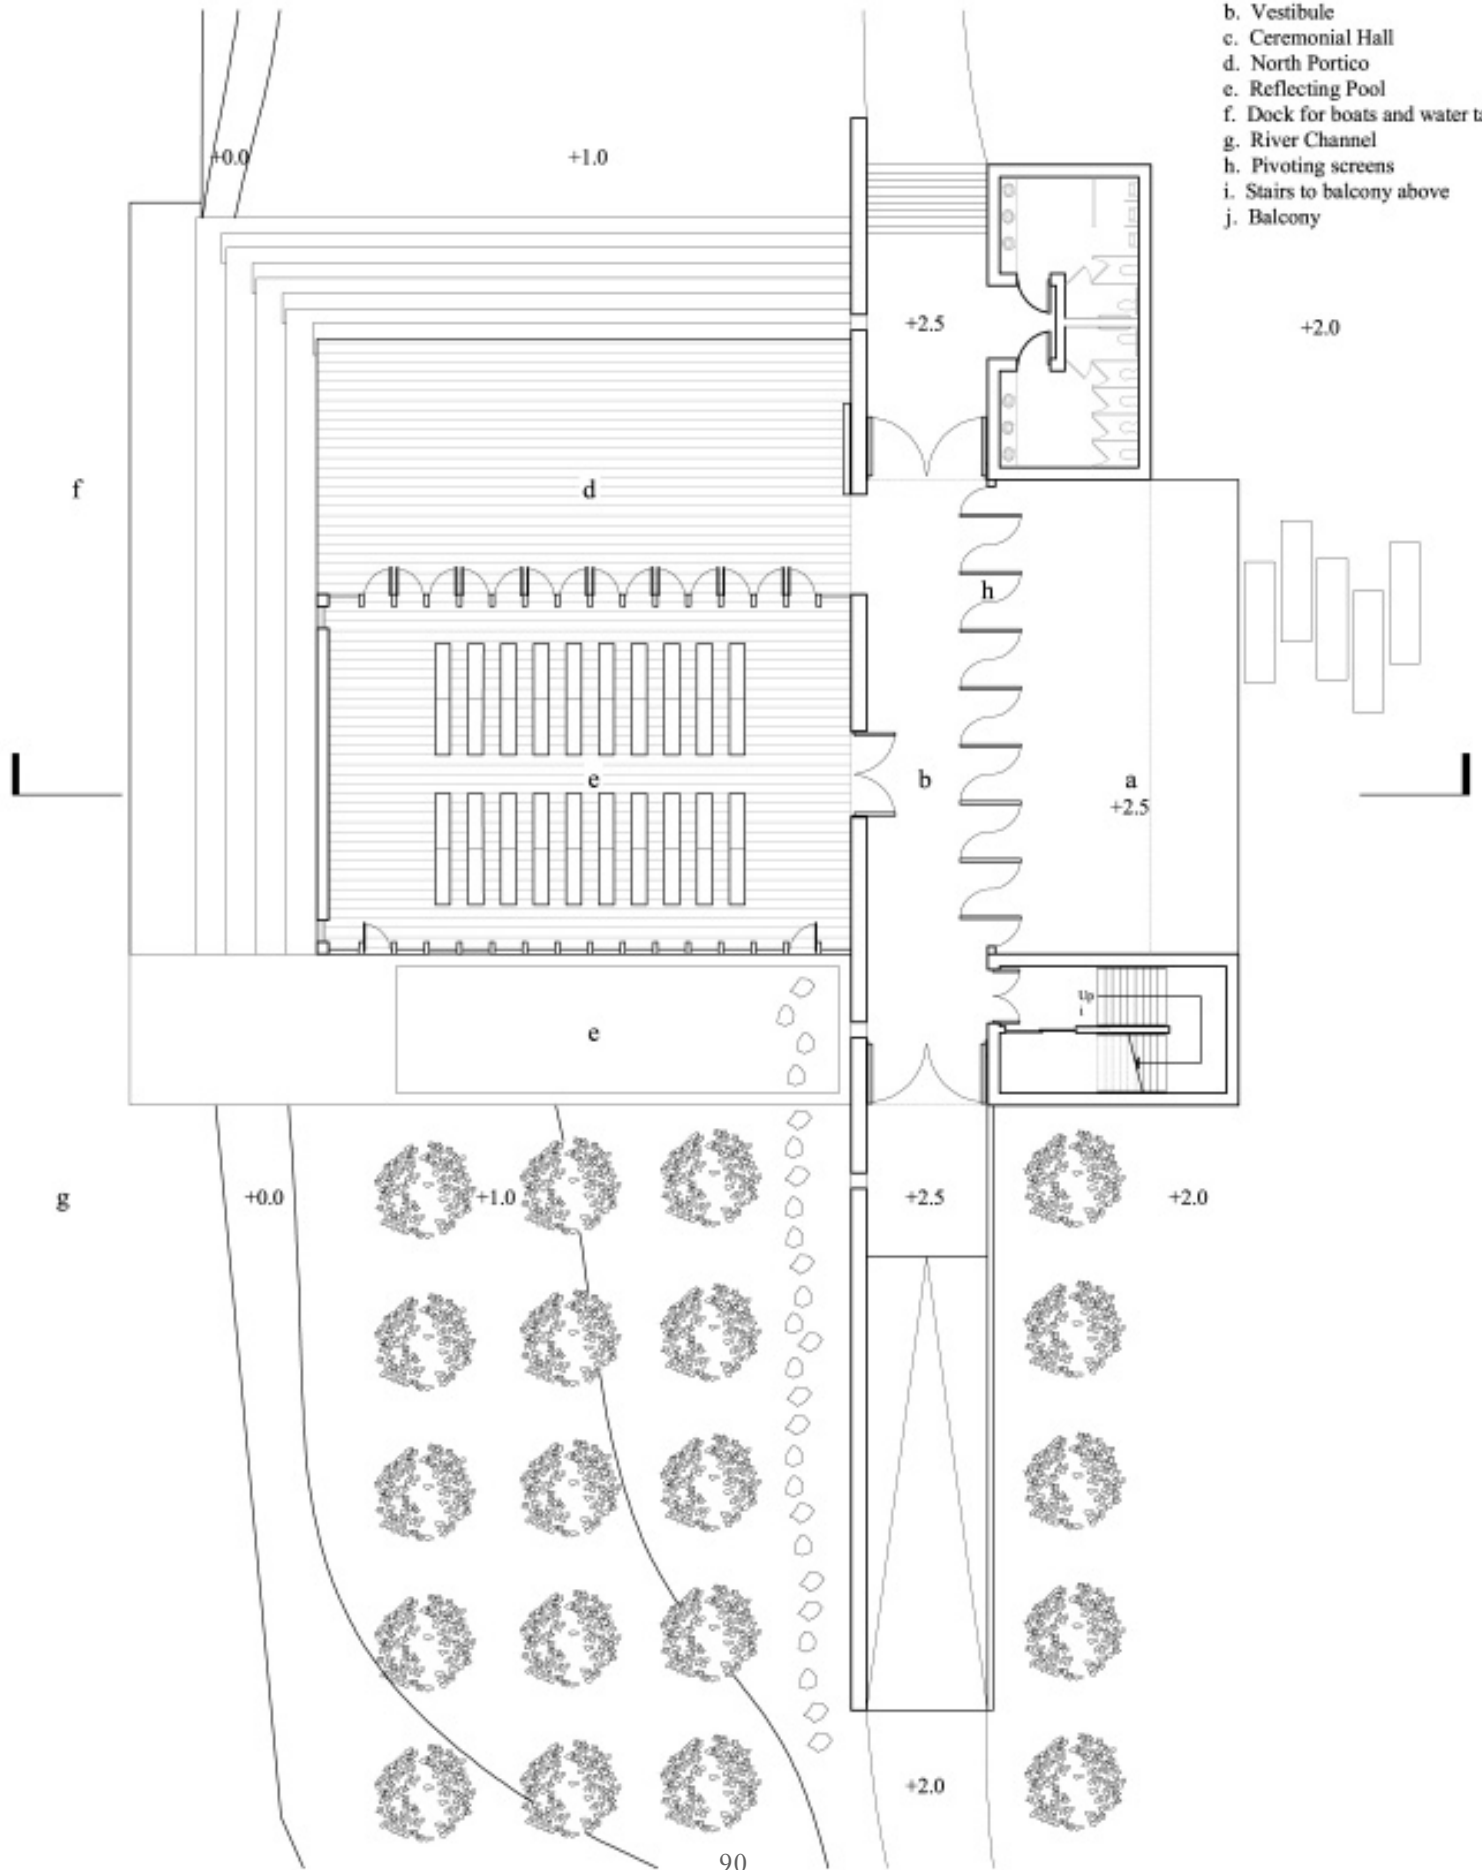 b. Vestibule
c. Ceremonial Hall
d. North Portico
e. Reflecting Pool
f. Dock for boats and water
g. River Channel
h. Pivoting screens
i. Stairs to balcony above
j. Balcony
+0.0
+1.0
+2.5
+2.0
f
d
h
e
b
a
+2.5
Up
i
e
g
+0.0
+1.0
+2.5
+2.0
+2.0
90